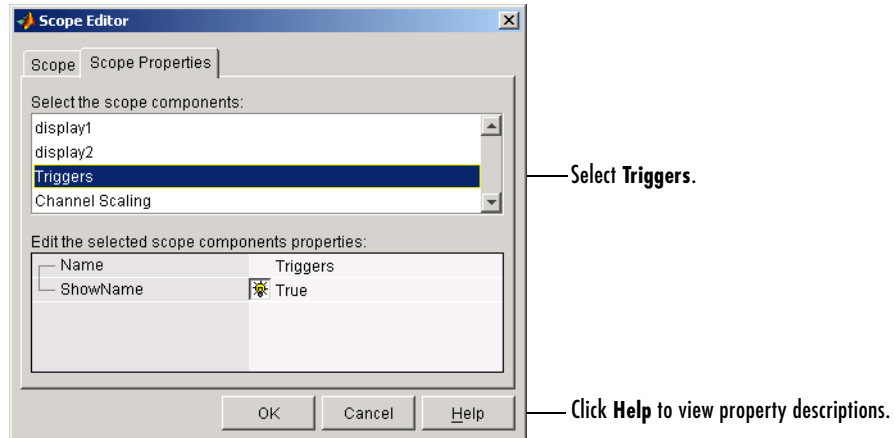 Scope Editor
Scope
Scope Properties
Select the scope components:
display1
display2
Triggers
Channel Scaling
Select Triggers.
Edit the selected scope components properties:
Name Triggers
ShowName True
OK Cancel Help
Click Help to view property descriptions.